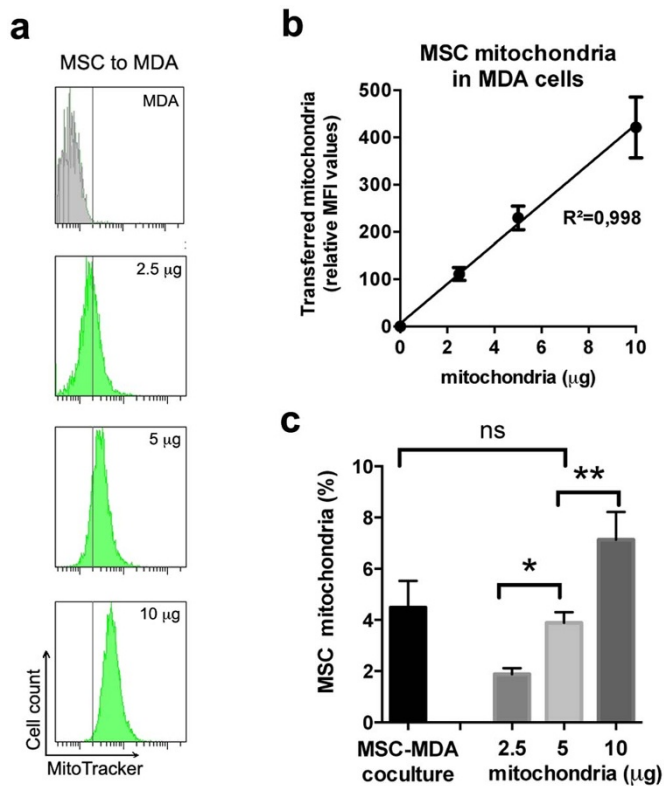 a
MSC to MDA
MDA
2.5 µg
5 µg
10 µg
Cell count
MitoTracker
b
MSC mitochondria
in MDA cells
Transferred mitochondria
(relative MFI values)
500
400
300
200
100
0
R²=0,998
0 2 4 6 8 10
mitochondria (µg)
c
ns
**
*
MSC mitochondria (%)
10
8
6
4
2
0
MSC-MDA
coculture
2.5 5 10
mitochondria (µg)